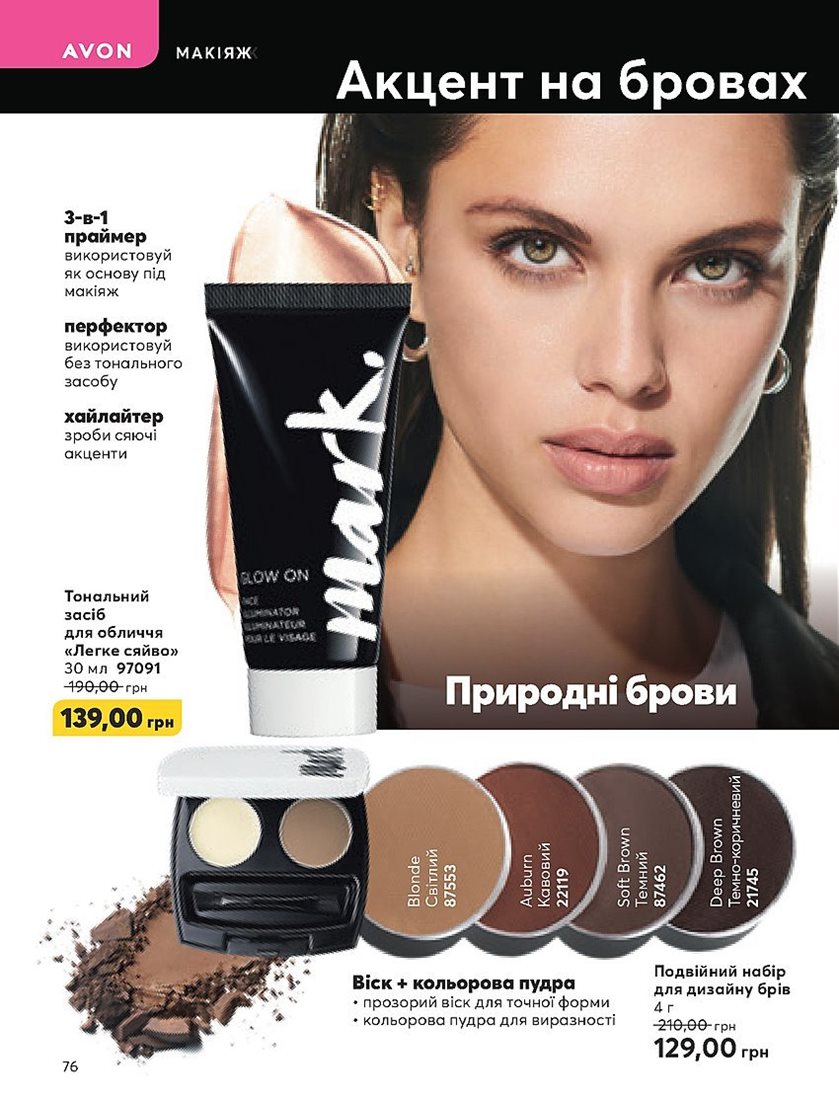 AVON
МАКІЯЖ
Акцент на бровах
3-в-1
праймер
використовуй
як основу під
макіяж
перфектор
використовуй
без тонального
засобу
хайлайтер
зроби сяючі
акценти
mark.
GLOW ON
FACE
ILLUMINATOR
ILLUMINATEUR
POUR LE VISAGE
Тональний
засіб
для обличчя
«Легке сяйво»
30 мл 97091
190,00 грн
139,00 грн
Природні брови
Blonde
Світлий
87553
Auburn
Кавовий
22119
Soft Brown
Темний
87462
Deep Brown
Темно-коричневий
21745
Віск + кольорова пудра
• прозорий віск для точної форми
• кольорова пудра для виразності
Подвійний набір
для дизайну брів
4 г
210,00 грн
129,00 грн
76